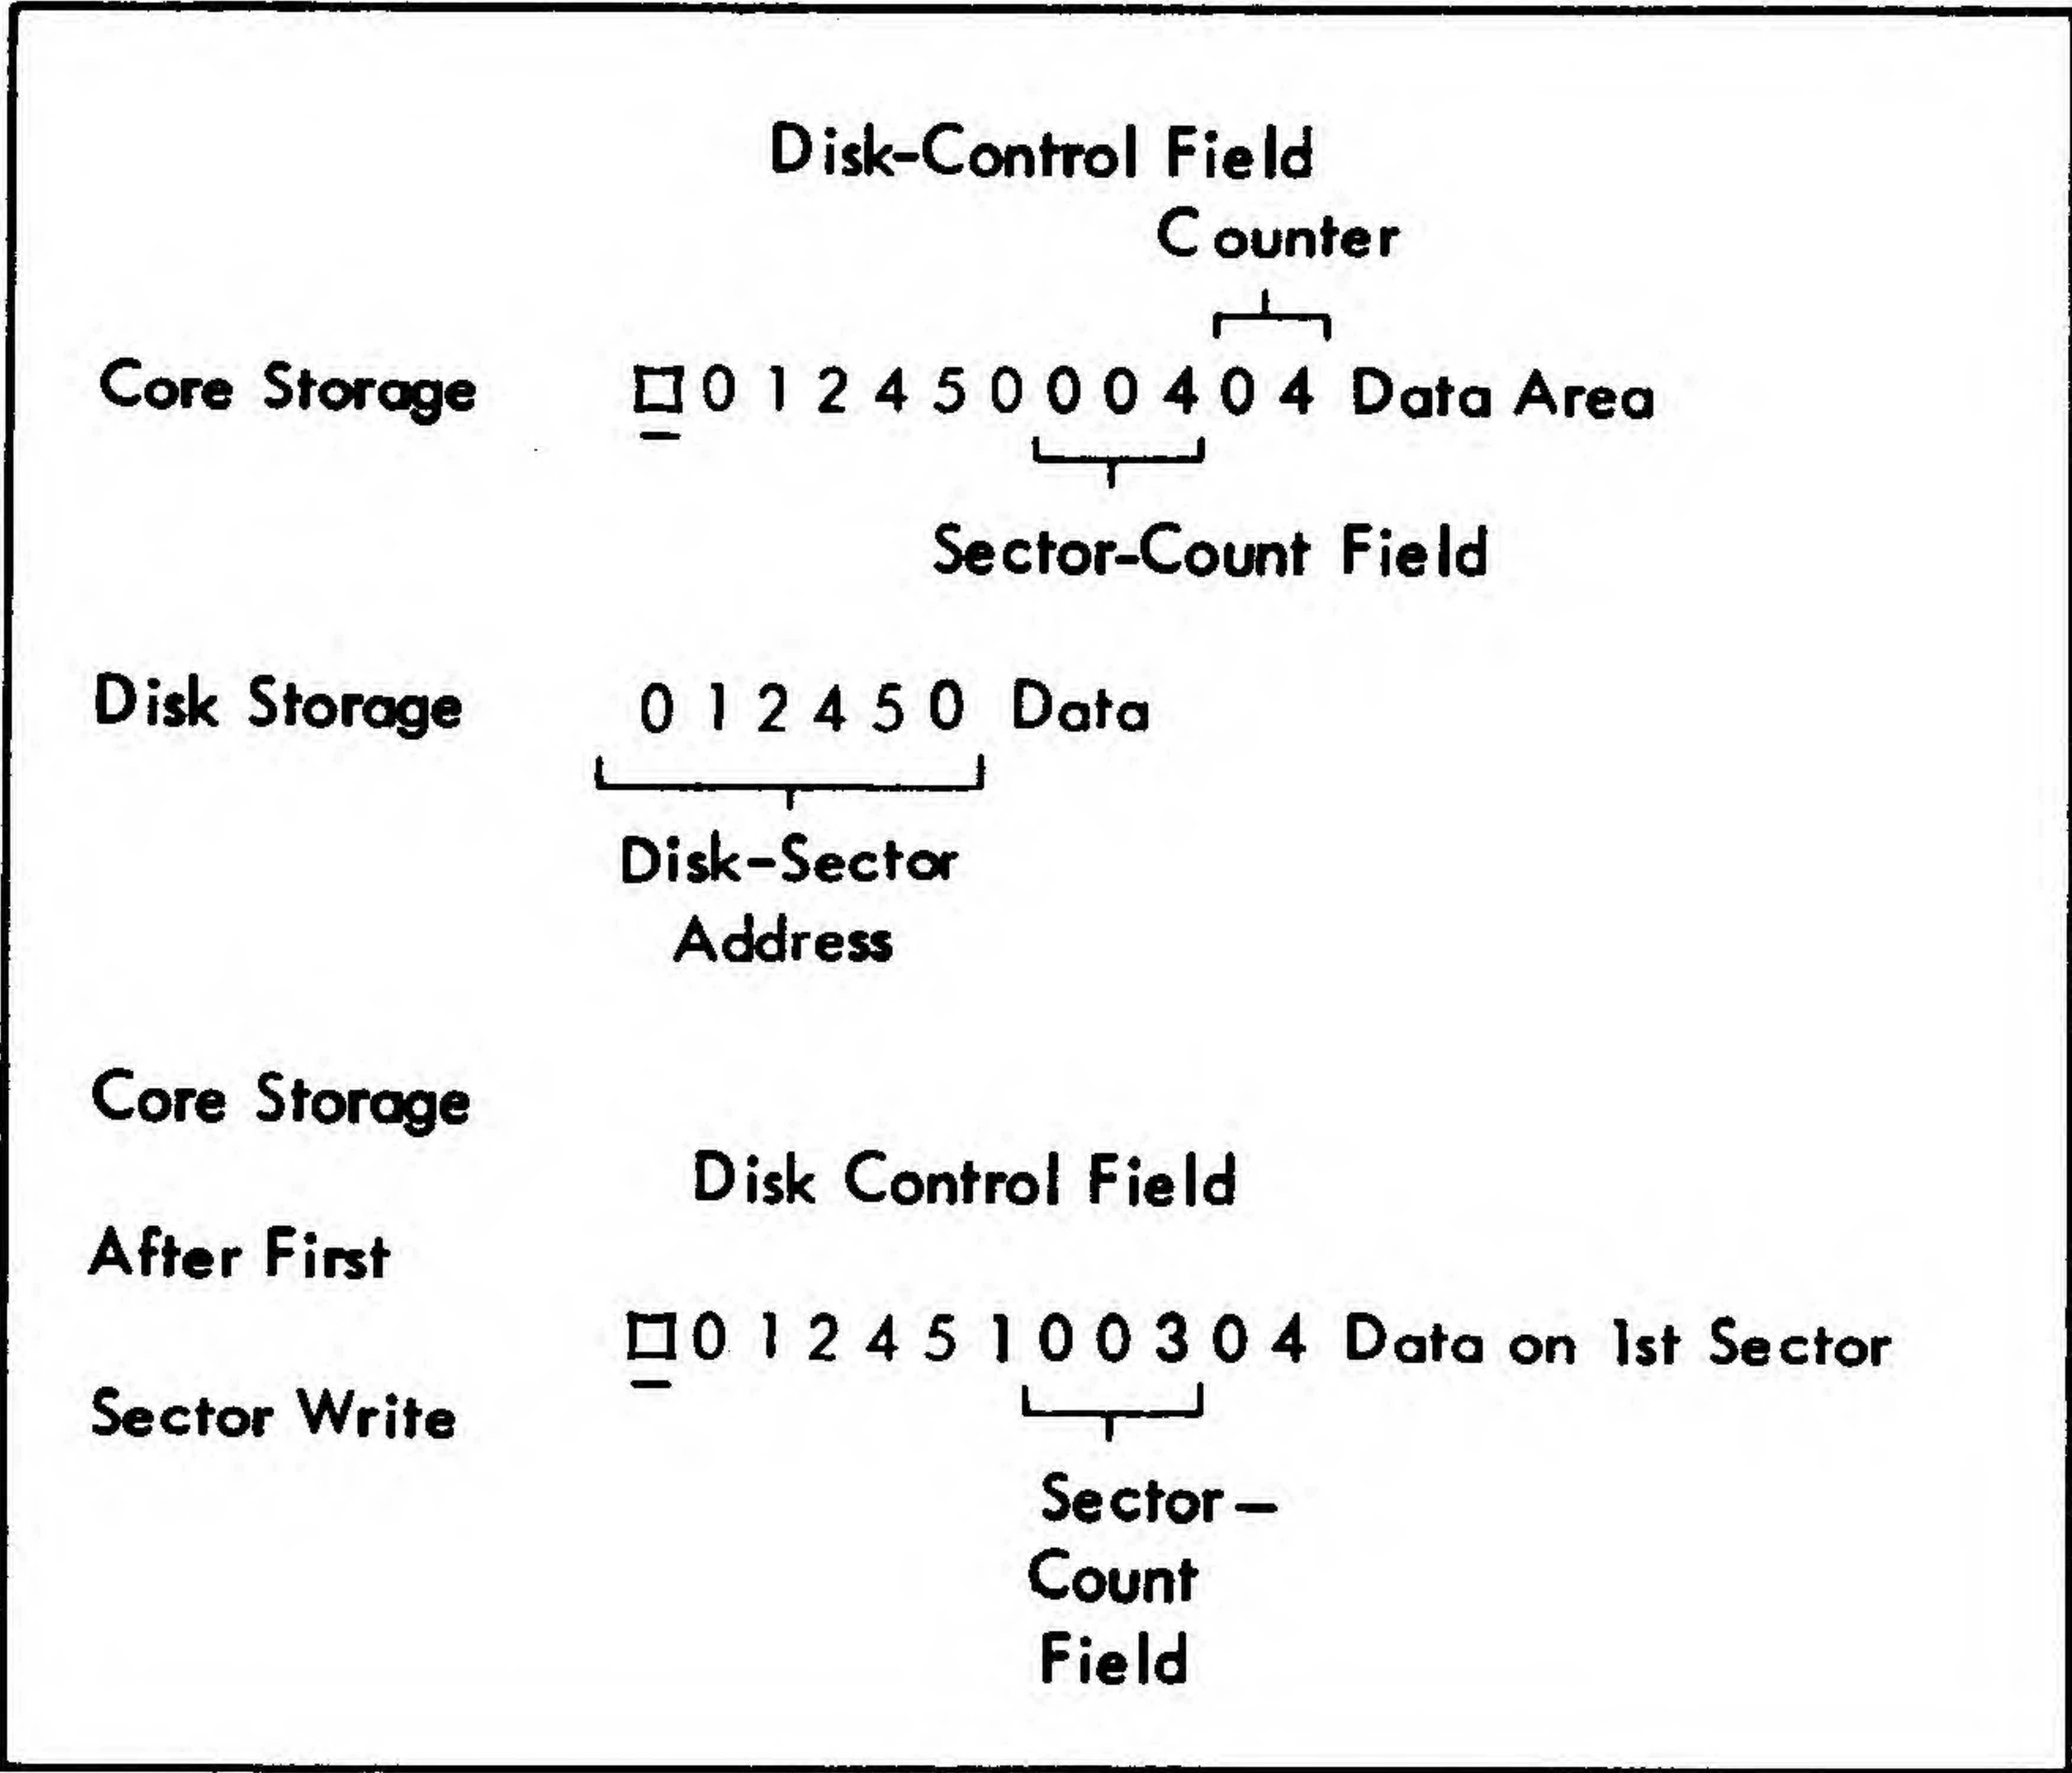 Disk-Control Field
Counter
Core Storage □ 0 1 2 4 5 0 0 0 4 0 4 Data Area
Sector-Count Field
Disk Storage 0 1 2 4 5 0 Data
Disk-Sector
Address
Core Storage
Disk Control Field
After First
□ 0 1 2 4 5 1 0 0 3 0 4 Data on 1st Sector
Sector Write
Sector –
Count
Field